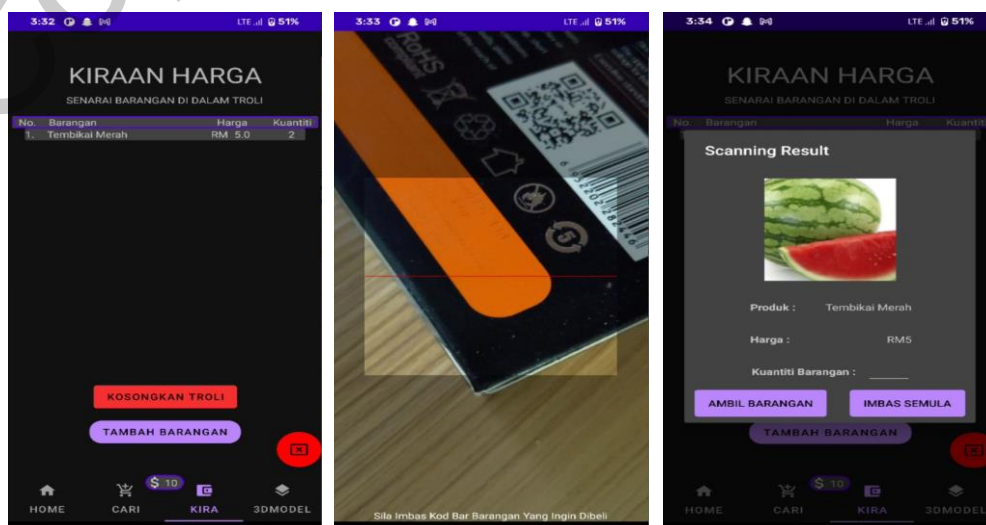 3:32 LTE 51%
KIRAAN HARGA
SENARAI BARANGAN DI DALAM TROLI
No. Barangan Harga Kuantiti
1. Tembikai Merah RM 5.0 2
KOSONGKAN TROLI
TAMBAH BARANGAN
$ 10
HOME CARI KIRA 3DMODEL
3:33 LTE 51%
RoHS
compliant
5
Sila Imbas Kod Bar Barangan Yang Ingin Dibeli
3:34 LTE 51%
KIRAAN HARGA
SENARAI BARANGAN DI DALAM TROLI
No. Barangan Harga Kuantiti
Scanning Result
Produk : Tembikai Merah
Harga : RM5
Kuantiti Barangan :
AMBIL BARANGAN IMBAS SEMULA
TAMBAH BARANGAN
$ 10
HOME CARI KIRA 3DMODEL